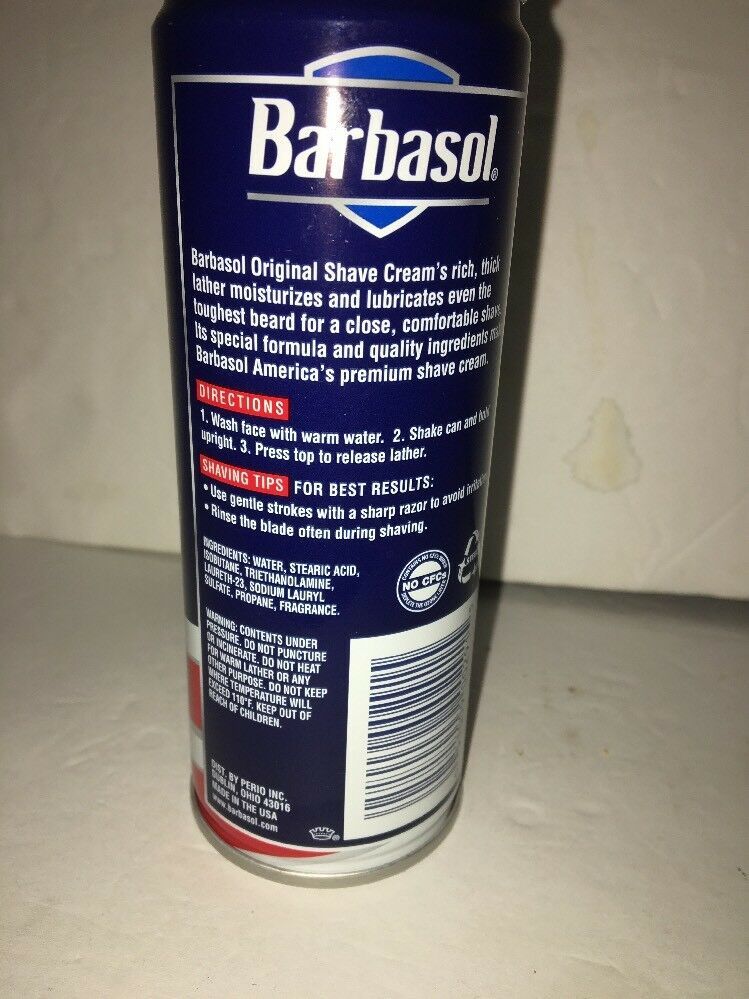 Barbasol®
Barbasol Original Shave Cream's rich, thick
lather moisturizes and lubricates even the
toughest beard for a close, comfortable shave.
Its special formula and quality ingredients
Barbasol America's premium shave cream.
DIRECTIONS
1. Wash face with warm water. 2. Shake can and hold
upright. 3. Press top to release lather.
SHAVING TIPS FOR BEST RESULTS:
• Use gentle strokes with a sharp razor to avoid
• Rinse the blade often during shaving.
INGREDIENTS: WATER, STEARIC ACID,
ISOBUTANE, TRIETHANOLAMINE,
LAURETH-23, SODIUM LAURYL
SULFATE, PROPANE, FRAGRANCE.
NO CFCs
WARNING: CONTENTS UNDER
PRESSURE. DO NOT PUNCTURE
OR INCINERATE. DO NOT HEAT
FOR WARM LATHER OR ANY
OTHER PURPOSE. DO NOT KEEP
WHERE TEMPERATURE WILL
EXCEED 110°F. KEEP OUT OF
REACH OF CHILDREN.
DIST. BY PERIO INC.
DUBLIN, OHIO 43016
MADE IN THE USA
www.barbasol.com